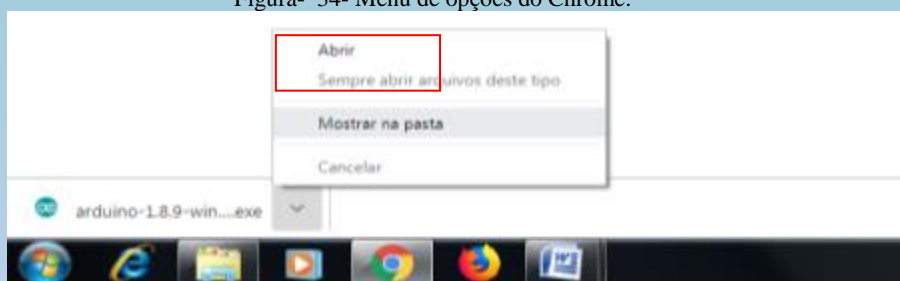 Figura- 34- Menu de opções do Chrome.
Abrir
Sempre abrir arquivos deste tipo
Mostrar na pasta
Cancelar
arduino-1.8.9-win....exe